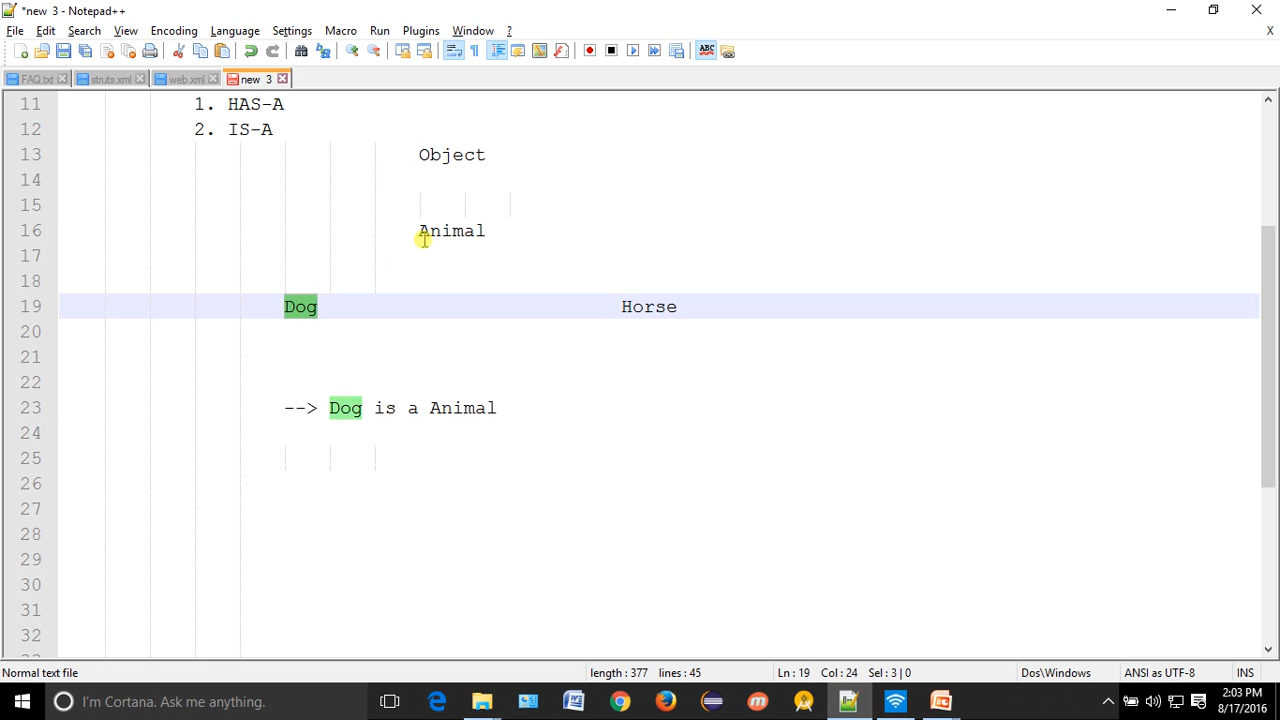 *new 3 - Notepad++
File Edit Search View Encoding Language Settings Macro Run Plugins Window ? X
ABC
FAQ.txt struts.xml web.xml new 3
11 1. HAS-A
12 2. IS-A
13 Object
14
15
16 Animal
17
18
19 Dog Horse
20
21
22
23 --> Dog is a Animal
24
25
26
27
28
29
30
31
32
Normal text file length : 377 lines : 45 Ln : 19 Col : 24 Sel : 3 | 0 Dos\Windows ANSI as UTF-8 INS
I'm Cortana. Ask me anything. 2:03 PM
8/17/2016